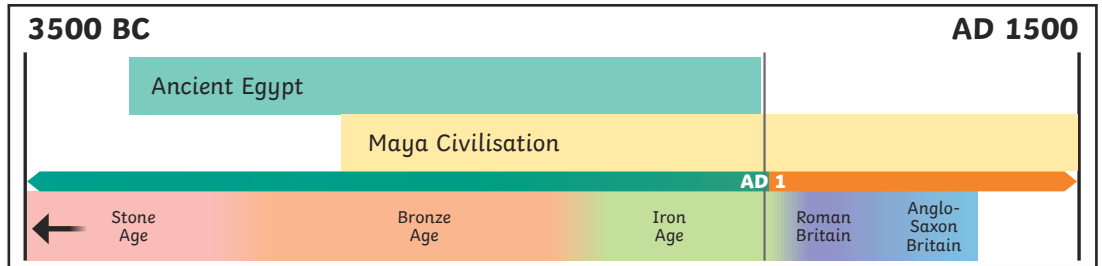 3500 BC
AD 1500
Ancient Egypt
Maya Civilisation
AD 1
Stone
Age
Bronze
Age
Iron
Age
Roman
Britain
Anglo-
Saxon
Britain